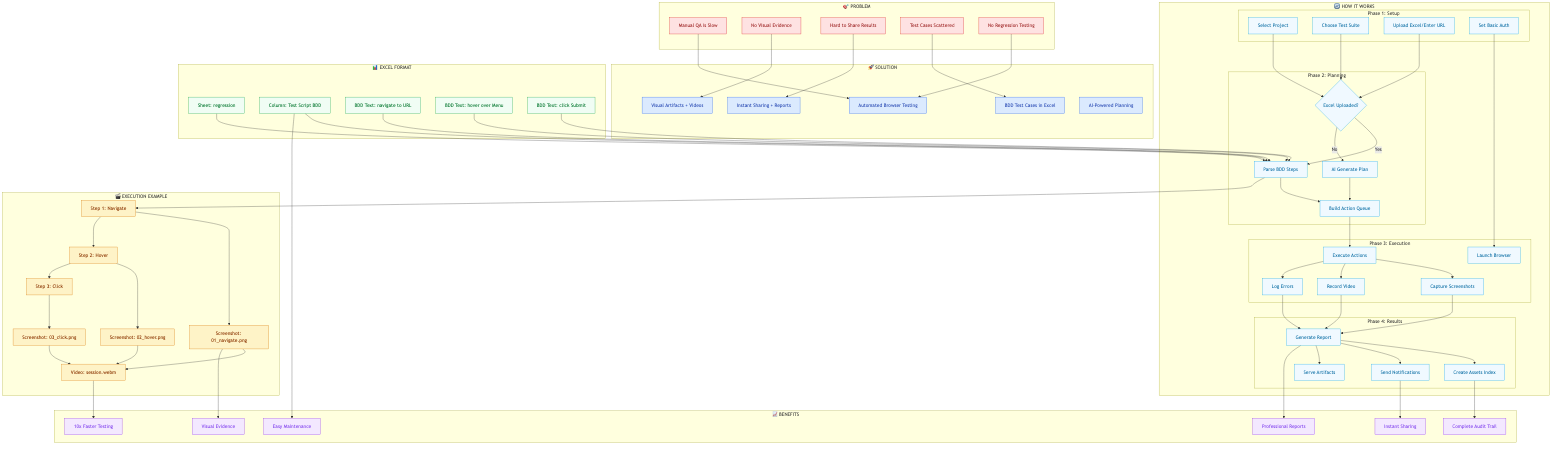 🎯 PROBLEM
Manual QA is Slow
No Visual Evidence
Hard to Share Results
Test Cases Scattered
No Regression Testing
📊 EXCEL FORMAT
Sheet: regression
Column: Test Script BDD
BDD Text: navigate to URL
BDD Text: hover over Menu
BDD Text: click Submit
🚀 SOLUTION
Visual Artifacts + Videos
Instant Sharing + Reports
Automated Browser Testing
BDD Test Cases in Excel
AI-Powered Planning
🔄 HOW IT WORKS
Phase 1: Setup
Select Project
Choose Test Suite
Upload Excel/Enter URL
Set Basic Auth
Phase 2: Planning
Excel Uploaded?
No
Yes
Parse BDD Steps
AI Generate Plan
Build Action Queue
Phase 3: Execution
Execute Actions
Launch Browser
Log Errors
Record Video
Capture Screenshots
Phase 4: Results
Generate Report
Serve Artifacts
Send Notifications
Create Assets Index
🎬 EXECUTION EXAMPLE
Step 1: Navigate
Step 2: Hover
Step 3: Click
Screenshot: 03_click.png
Screenshot: 02_hover.png
Screenshot:
01_navigate.png
Video: session.webm
📈 BENEFITS
10x Faster Testing
Visual Evidence
Easy Maintenance
Professional Reports
Instant Sharing
Complete Audit Trail